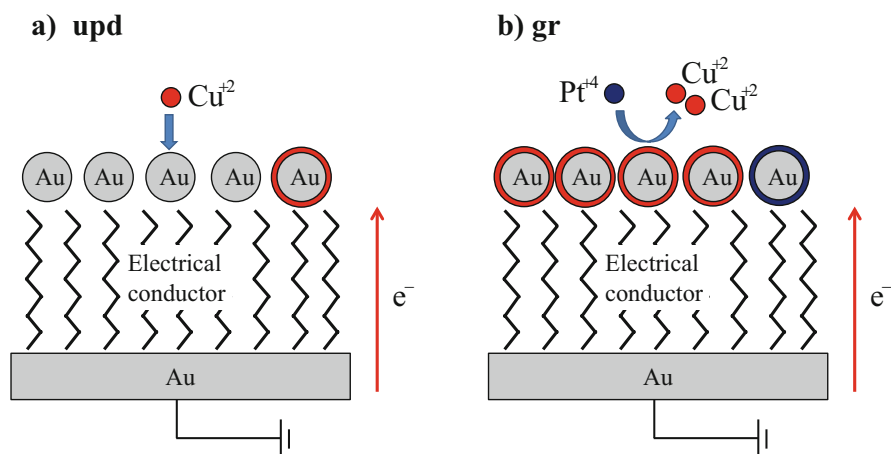 a) upd
Cu+2
Au Au Au Au Au
Electrical
conductor
e–
Au
b) gr
Cu+2
Pt+4
Cu+2
Au Au Au Au Au
Electrical
conductor
e–
Au